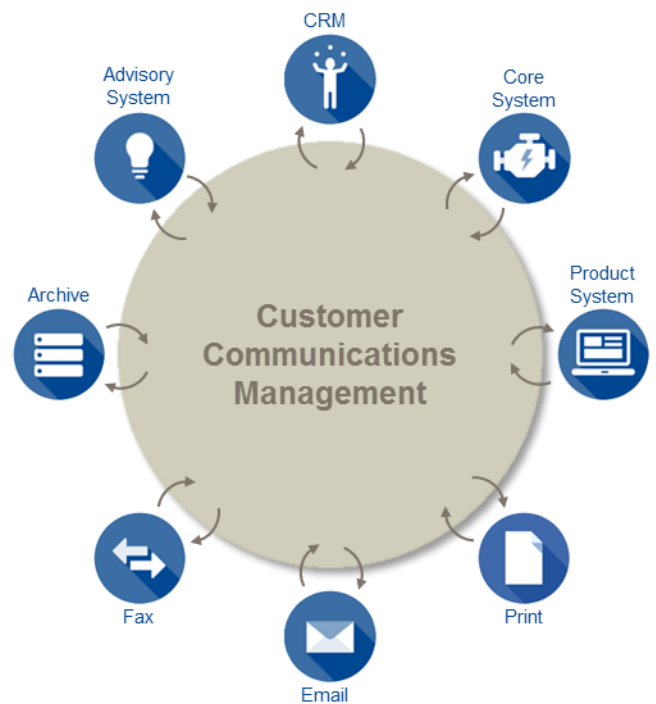 CRM
Advisory
System
Core
System
Archive
Product
System
Customer
Communications
Management
Fax
Print
Email